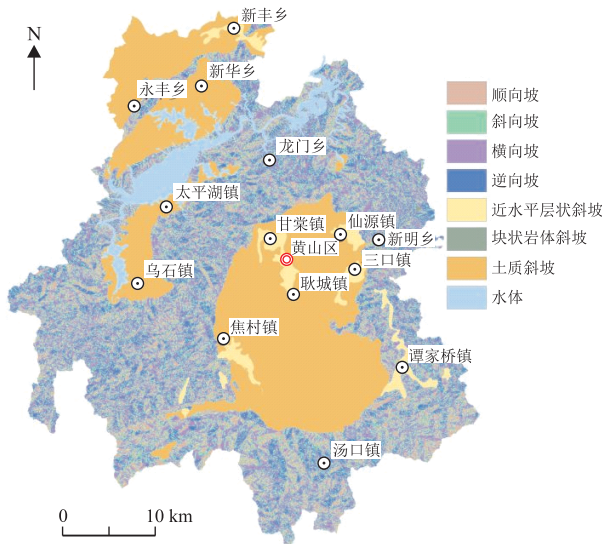 新丰乡
N
新华乡
永丰乡
顺向坡
斜向坡
龙门乡
横向坡
逆向坡
太平湖镇
近水平层状斜坡
甘棠镇
仙源镇
新明乡
块状岩体斜坡
黄山区
三口镇
土质斜坡
乌石镇
耿城镇
水体
焦村镇
谭家桥镇
汤口镇
0 10 km